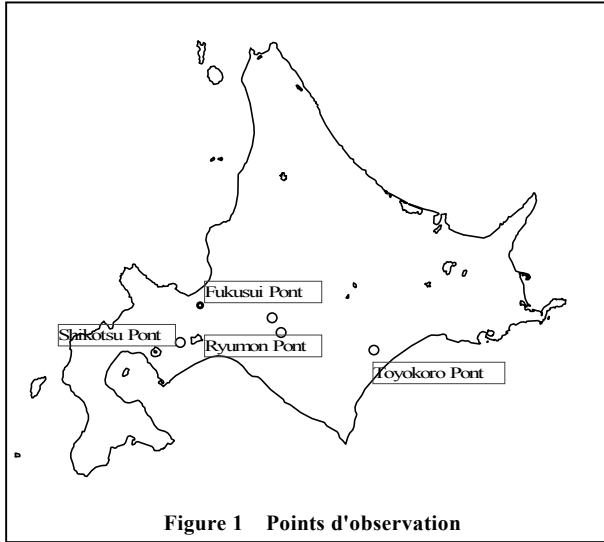 Fukusui Pont
Shikotsu Pont
Ryumon Pont
Toyokoro Pont
Figure 1 Points d'observation